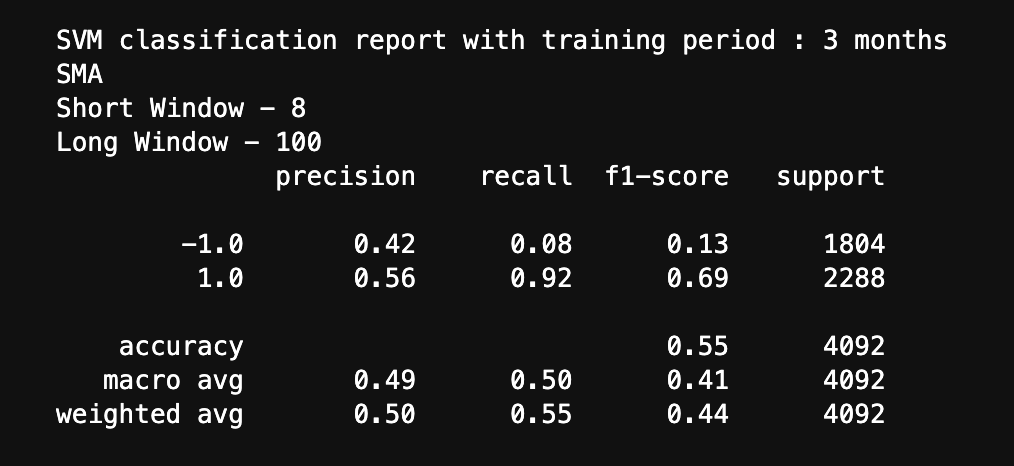 SVM classification report with training period : 3 months
SMA
Short Window – 8
Long Window – 100
precision recall f1-score support
-1.0 0.42 0.08 0.13 1804
1.0 0.56 0.92 0.69 2288
accuracy 0.55 4092
macro avg 0.49 0.50 0.41 4092
weighted avg 0.50 0.55 0.44 4092